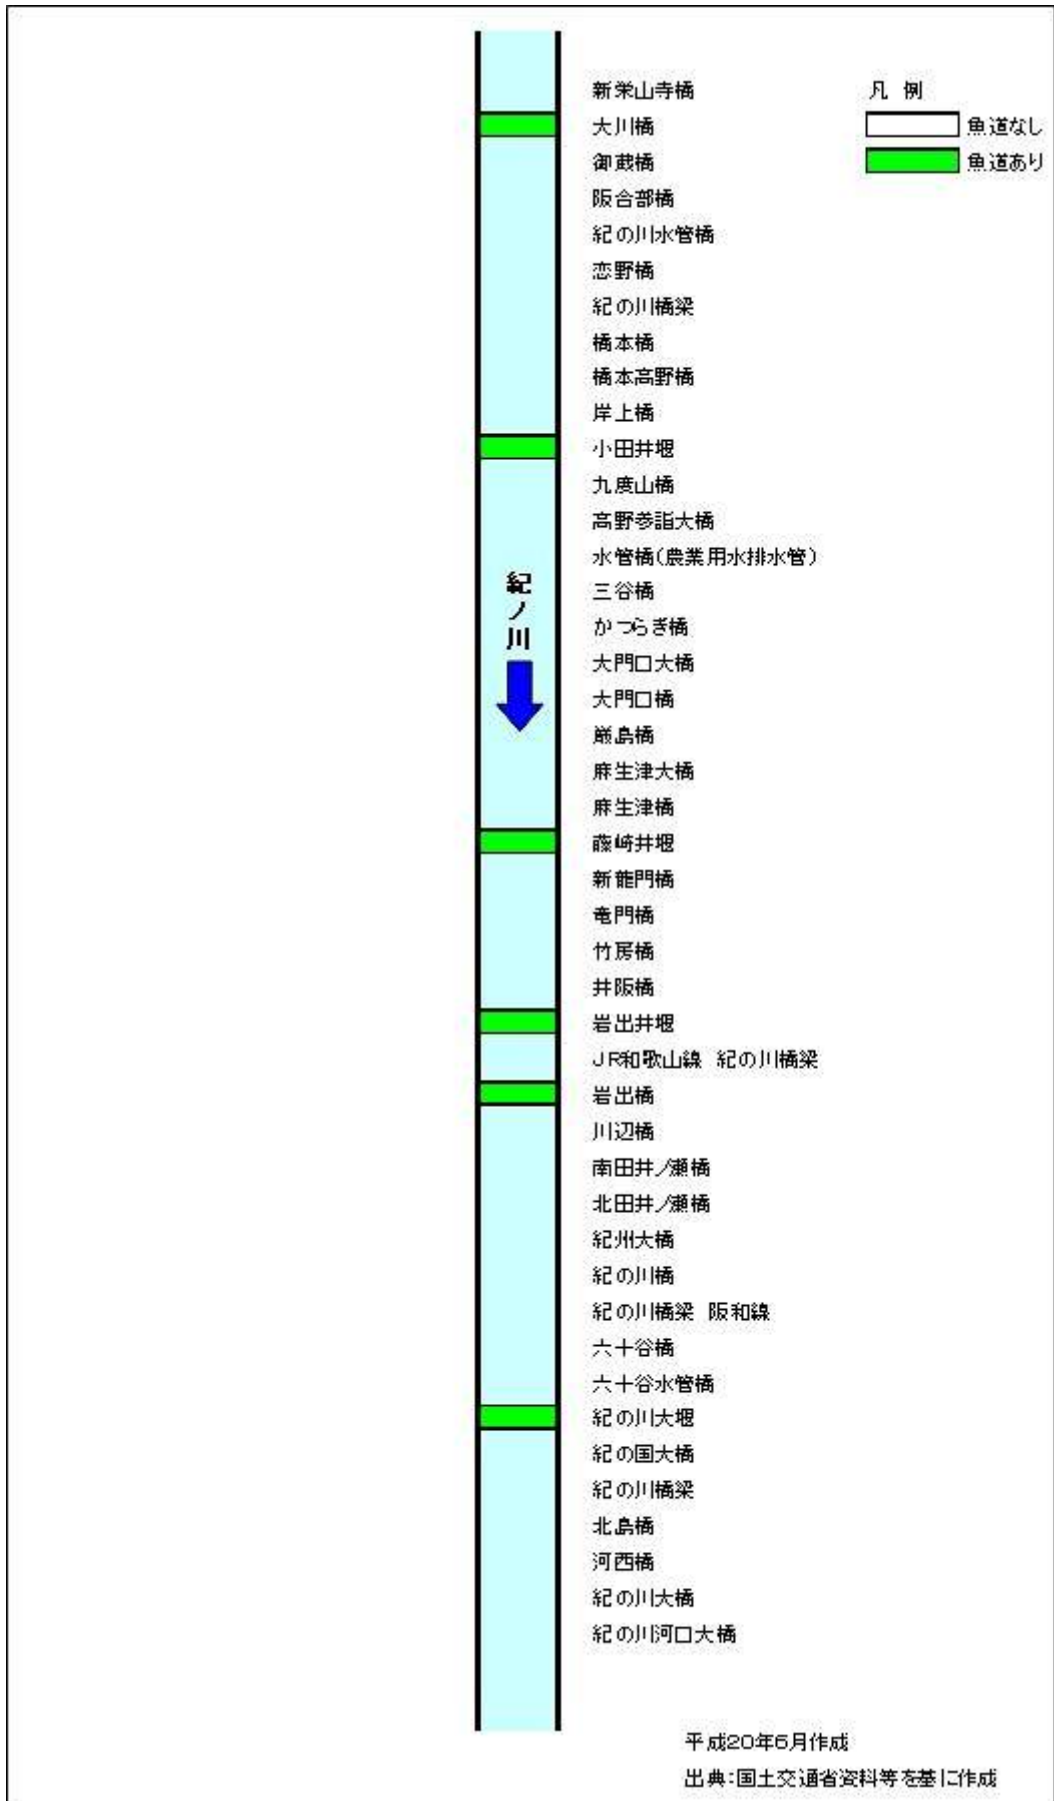 新栄山寺橋
大川橋
御蔵橋
阪合部橋
紀の川水管橋
恋野橋
紀の川橋梁
橋本橋
橋本高野橋
岸上橋
小田井堰
九度山橋
高野参詣大橋
水管橋(農業用水排水管)
三谷橋
かつらぎ橋
大門口大橋
大門口橋
厳島橋
麻生津大橋
麻生津橋
藤崎井堰
新龍門橋
竜門橋
竹房橋
井阪橋
岩出井堰
JR和歌山線 紀の川橋梁
岩出橋
川辺橋
南田井ノ瀬橋
北田井ノ瀬橋
紀州大橋
紀の川橋
紀の川橋梁 阪和線
六十谷橋
六十谷水管橋
紀の川大堰
紀の国大橋
紀の川橋梁
北島橋
河西橋
紀の川大橋
紀の川河口大橋
凡 例
魚道なし
魚道あり
紀ノ川
平成20年6月作成
出典:国土交通省資料等を基に作成